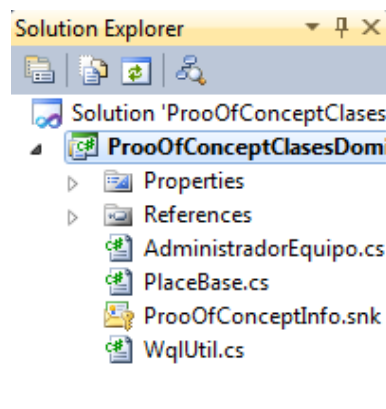 Solution Explorer
Solution 'ProoOfConceptClases
ProoOfConceptClasesDomi
Properties
References
AdministradorEquipo.cs
PlaceBase.cs
ProoOfConceptInfo.snk
WqlUtil.cs